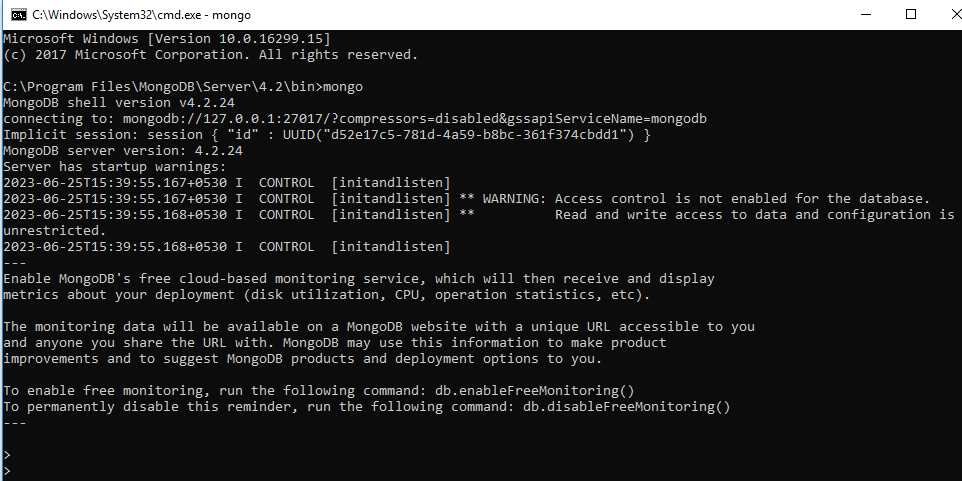 C:\Windows\System32\cmd.exe - mongo
Microsoft Windows [Version 10.0.16299.15]
(c) 2017 Microsoft Corporation. All rights reserved.
C:\Program Files\MongoDB\Server\4.2\bin>mongo
MongoDB shell version v4.2.24
connecting to: mongodb://127.0.0.1:27017/?compressors=disabled&gssapiServiceName=mongodb
Implicit session: session { "id" : UUID("d52e17c5-781d-4a59-b8bc-361f374cbdd1") }
MongoDB server version: 4.2.24
Server has startup warnings:
2023-06-25T15:39:55.167+0530 I  CONTROL  [initandlisten]
2023-06-25T15:39:55.167+0530 I  CONTROL  [initandlisten] ** WARNING: Access control is not enabled for the database.
2023-06-25T15:39:55.168+0530 I  CONTROL  [initandlisten] **          Read and write access to data and configuration is
unrestricted.
2023-06-25T15:39:55.168+0530 I  CONTROL  [initandlisten]
---
Enable MongoDB's free cloud-based monitoring service, which will then receive and display
metrics about your deployment (disk utilization, CPU, operation statistics, etc).
The monitoring data will be available on a MongoDB website with a unique URL accessible to you
and anyone you share the URL with. MongoDB may use this information to make product
improvements and to suggest MongoDB products and deployment options to you.
To enable free monitoring, run the following command: db.enableFreeMonitoring()
To permanently disable this reminder, run the following command: db.disableFreeMonitoring()
---
>
>